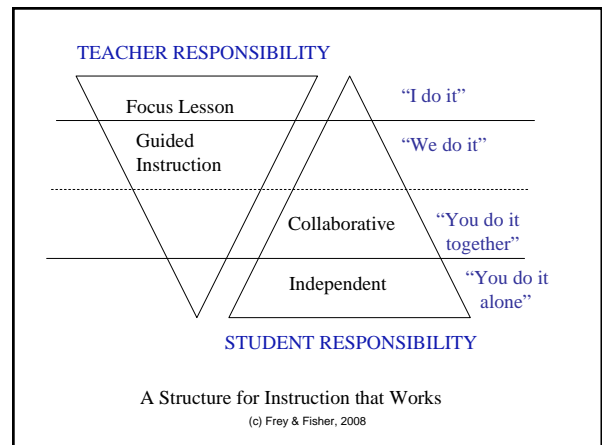 TEACHER RESPONSIBILITY
Focus Lesson
“I do it”
Guided
Instruction
“We do it”
Collaborative
“You do it
together”
Independent
“You do it
alone”
STUDENT RESPONSIBILITY
A Structure for Instruction that Works
(c) Frey & Fisher, 2008